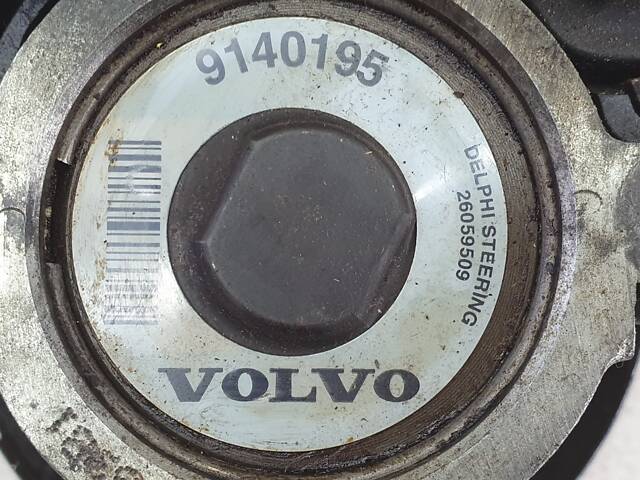 9140195
DELPHI STEERING
26059509
VOLVO